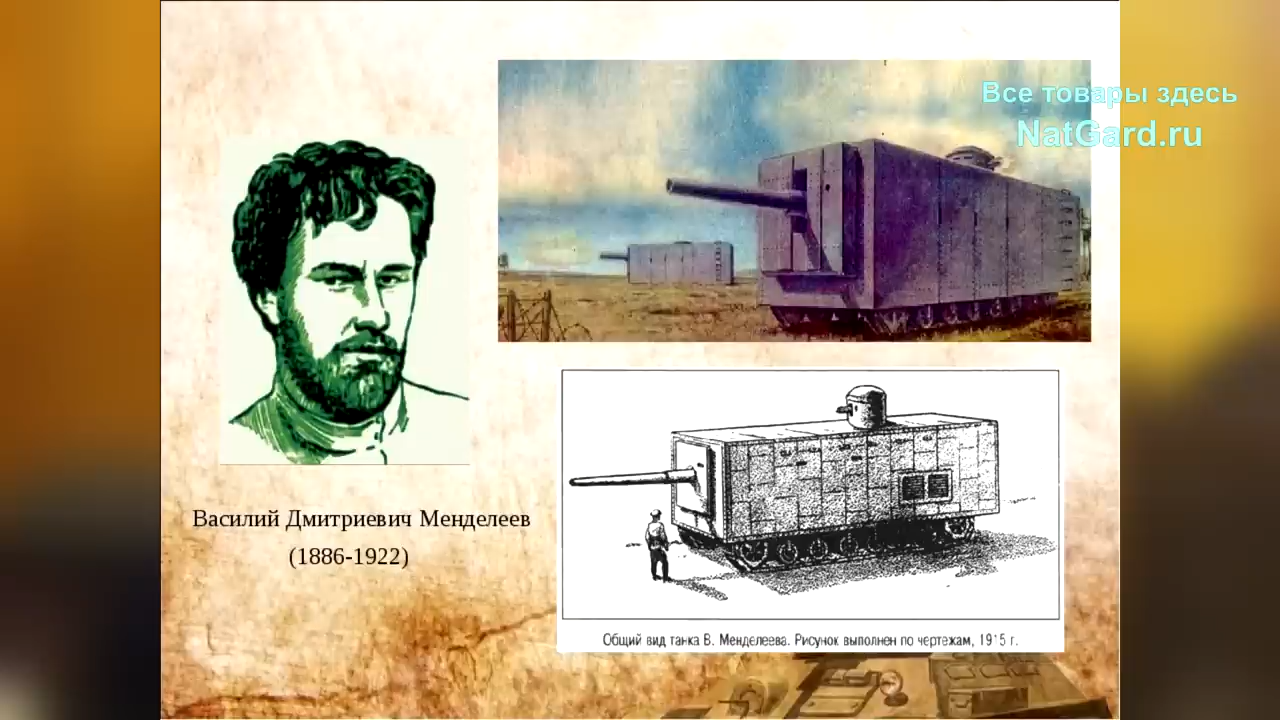 Все товары здесь
NatGard.ru
Василий Дмитриевич Менделеев
(1886-1922)
Общий вид танка В. Менделеева. Рисунок выполнен по чертежам, 1915 г.